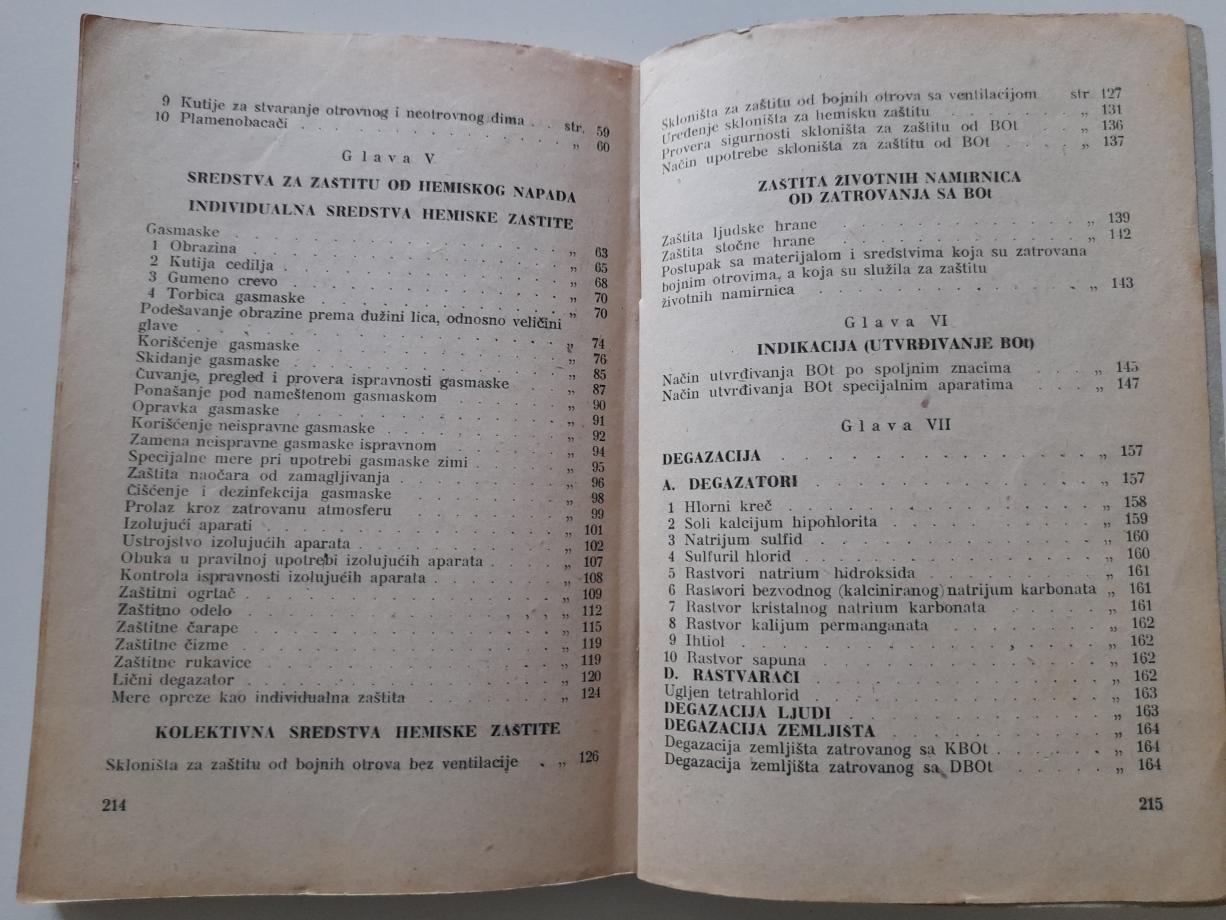 9 Kutije za stvaranje otrovnog i neotrovnog dima . . str. 59
10 Plamenobacači . . . . . . . . . . . . „ 60
Glava V
SREDSTVA ZA ZAŠTITU OD HEMISKOG NAPADA
INDIVIDUALNA SREDSTVA HEMISKE ZAŠTITE
Gasmaske . . . . . . . . . . . . „ 63
1 Obrazina . . . . . . . . . . . . „ 65
2 Kutija cedilja . . . . . . . . . . . . „ 68
3 Gumeno crevo . . . . . . . . . . . . „ 70
4 Torbica gasmaske . . . . . . . . . . . . „ 70
Podešavanje obrazine prema dužini lica, odnosno veličini
glave . . . . . . . . . . . . „ 74
Korišćenje gasmaske . . . . . . . . . . . . „ 76
Skidanje gasmaske . . . . . . . . . . . . „ 85
Čuvanje, pregled i provera ispravnosti gasmaske . . . . „ 87
Ponašanje pod nameštenom gasmaskom . . . . . . „ 90
Opravka gasmaske . . . . . . . . . . . . „ 91
Korišćenje neispravne gasmaske . . . . . . . . „ 92
Zamena neispravne gasmaske ispravnom . . . . . . „ 94
Specijalne mere pri upotrebi gasmaske zimi . . . . . „ 95
Zaštita naočara od zamagljivanja . . . . . . . . „ 96
Čišćenje i dezinfekcija gasmaske . . . . . . . . „ 98
Prolaz kroz zatrovanu atmosferu . . . . . . . . „ 99
Izolujući aparati . . . . . . . . . . . . „ 101
Ustrojstvo izolujućih aparata . . . . . . . . . „ 102
Obuka u pravilnoj upotrebi izolujućih aparata . . . . „ 107
Kontrola ispravnosti izolujućih aparata . . . . . . „ 108
Zaštitni ogrtač . . . . . . . . . . . . „ 109
Zaštitno odelo . . . . . . . . . . . . „ 112
Zaštitne čarape . . . . . . . . . . . . „ 115
Zaštitne čizme . . . . . . . . . . . . „ 119
Zaštitne rukavice . . . . . . . . . . . . „ 119
Lični degazator . . . . . . . . . . . . „ 120
Mere opreze kao individualna zaštita . . . . . . . „ 124
KOLEKTIVNA SREDSTVA HEMISKE ZAŠTITE
Skloništa za zaštitu od bojnih otrova bez ventilacije . „ 126
214
Skloništa za zaštitu od bojnih otrova sa ventilacijom str 127
Uređenje skloništa za hemisku zaštitu . . . . . . „ 131
Provera sigurnosti skloništa za zaštitu od BOt . . . „ 136
Način upotrebe skloništa za zaštitu od BOt . . . . „ 137
ZAŠTITA ŽIVOTNIH NAMIRNICA
OD ZATROVANJA SA BOt
Zaštita ljudske hrane . . . . . . . . . . . . „ 139
Zaštita stočne hrane . . . . . . . . . . . . „ 142
Postupak sa materijalom i sredstvima koja su zatrovana
bojnim otrovima, a koja su služila za zaštitu
životnih namirnica . . . . . . . . . . . . „ 143
Glava VI
INDIKACIJA (UTVRĐIVANJE BOt)
Način utvrđivanja BOt po spoljnim znacima . . . . „ 145
Način utvrđivanja BOt specijalnim aparatima . . . . „ 147
Glava VII
DEGAZACIJA . . . . . . . . . . . . „ 157
A. DEGAZATORI . . . . . . . . . . . . „ 157
1 Hlorni kreč . . . . . . . . . . . . „ 158
2 Soli kalcijum hipohlorita . . . . . . . . . „ 159
3 Natrijum sulfid . . . . . . . . . . . . „ 160
4 Sulfuril hlorid . . . . . . . . . . . . „ 160
5 Rastvori natrium hidroksida . . . . . . . . „ 161
6 Rastvori bezvodnog (kalciniranog) natrijum karbonata „ 161
7 Rastvor kristalnog natrium karbonata . . . . . „ 161
8 Rastvor kalijum permanganata . . . . . . . „ 162
9 Ihtiol . . . . . . . . . . . . „ 162
10 Rastvor sapuna . . . . . . . . . . . . „ 162
D. RASTVARAČI . . . . . . . . . . . . „ 162
Ugljen tetrahlorid . . . . . . . . . . . . „ 163
DEGAZACIJA LJUDI . . . . . . . . . . . . „ 163
DEGAZACIJA ZEMLJIŠTA . . . . . . . . . . „ 164
Degazacija zemljišta zatrovanog sa KBOt . . . . . „ 164
Degazacija zemljišta zatrovanog sa DBOt . . . . . „ 164
215